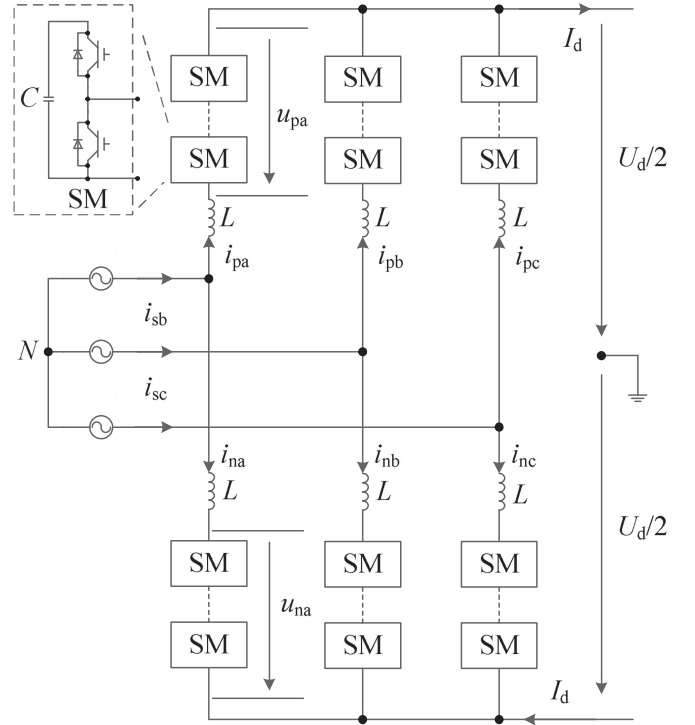 I_d
SM SM SM
C
u_pa
SM SM SM
U_d/2
SM
L L L
i_pa i_pb i_pc
i_sb
N
i_sc
i_na i_nb i_nc
L L L
U_d/2
SM SM SM
u_na
SM SM SM
I_d